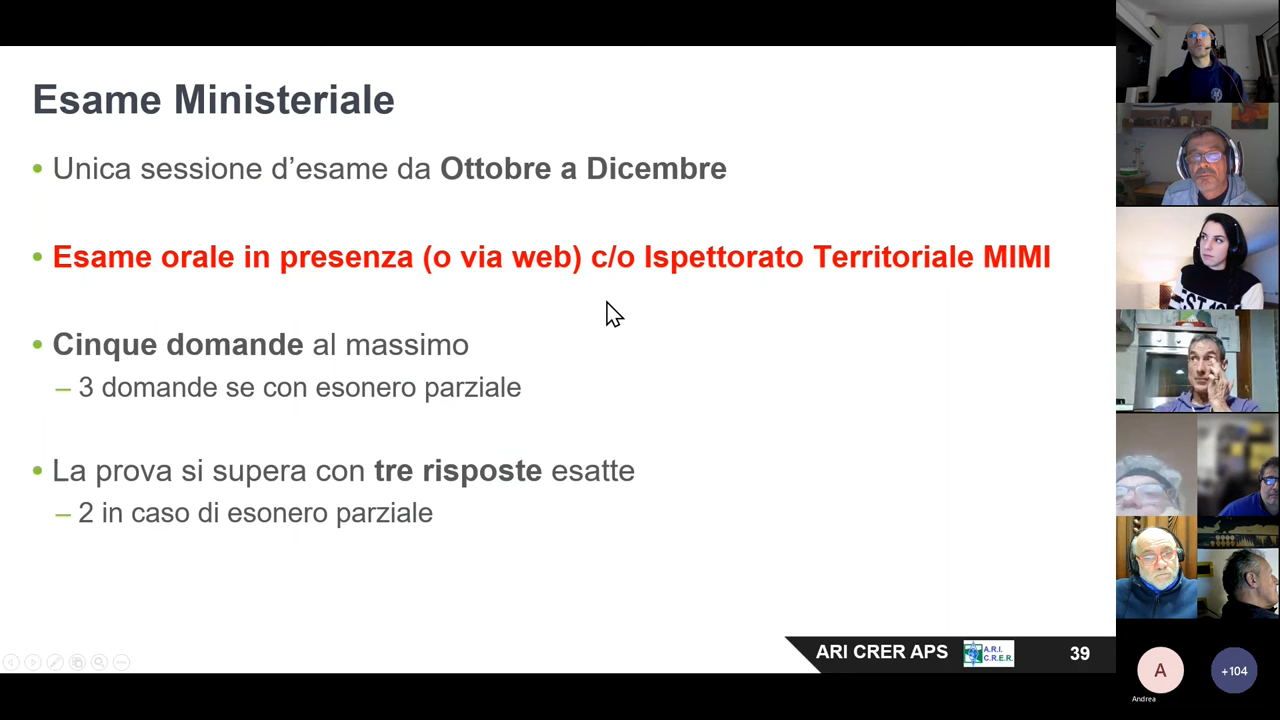 Esame Ministeriale
• Unica sessione d’esame da Ottobre a Dicembre
• Esame orale in presenza (o via web) c/o Ispettorato Territoriale MIMI
• Cinque domande al massimo
– 3 domande se con esonero parziale
• La prova si supera con tre risposte esatte
– 2 in caso di esonero parziale
ARI CRER APS
A.R.I.
C.R.E.R.
39
A
Andrea
+104